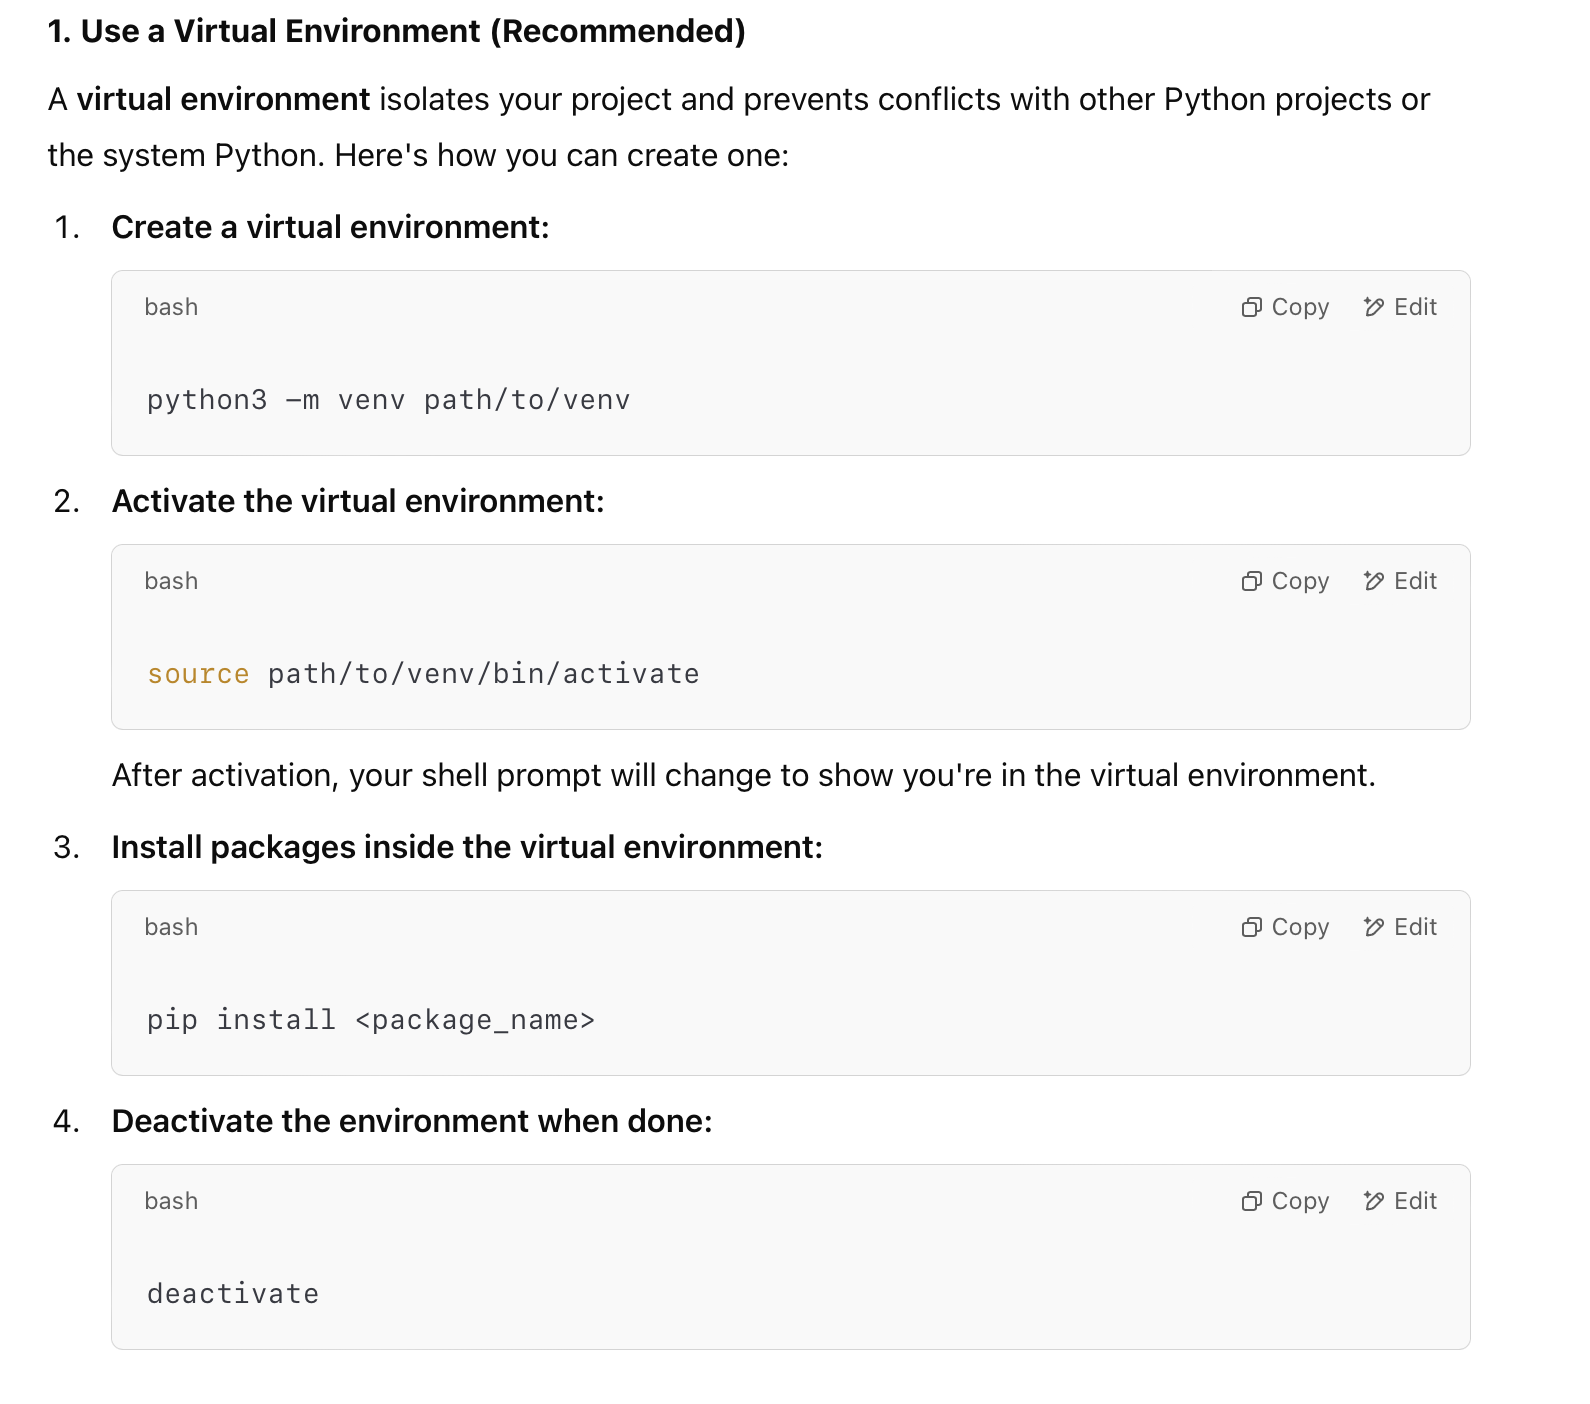 1. Use a Virtual Environment (Recommended)
A virtual environment isolates your project and prevents conflicts with other Python projects or
the system Python. Here's how you can create one:
1. Create a virtual environment:
bash Copy Edit
python3 -m venv path/to/venv
2. Activate the virtual environment:
bash Copy Edit
source path/to/venv/bin/activate
After activation, your shell prompt will change to show you're in the virtual environment.
3. Install packages inside the virtual environment:
bash Copy Edit
pip install <package_name>
4. Deactivate the environment when done:
bash Copy Edit
deactivate